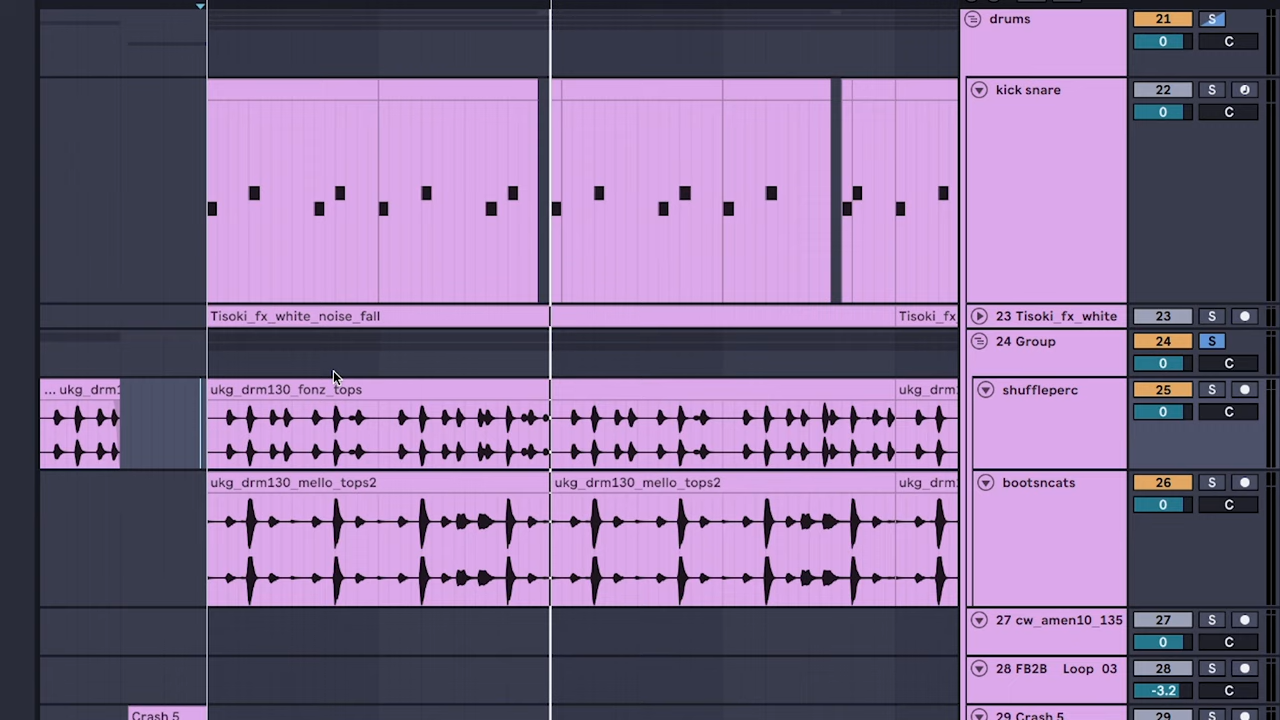 drums 21 S
0 C
kick snare 22 S
0 C
Tisoki_fx_white_noise_fall Tisoki_fx 23 Tisoki_fx_white 23 S
24 Group 24 S
0 C
... ukg_drm1 ukg_drm130_fonz_tops ukg_drm1 shuffleperc 25 S
0 C
ukg_drm130_mello_tops2 ukg_drm130_mello_tops2 ukg_drm1 bootsncats 26 S
0 C
27 cw_amen10_135 27 S
0 C
28 FB2B Loop 03 28 S
-3.2 C
Crash 5 29 Crash 5 29 S